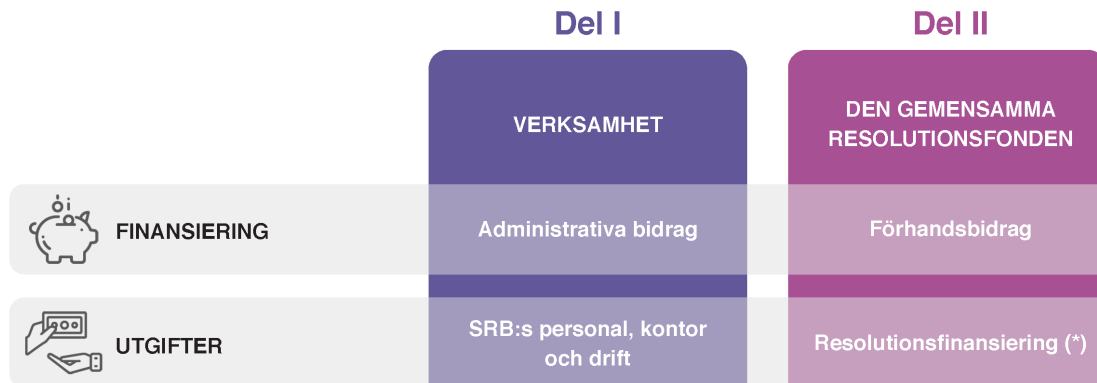 Del I
Del II
VERKSAMHET
DEN GEMENSAMMA
RESOLUTIONSFONDEN
FINANSIERING
Administrativa bidrag
Förhandsbidrag
UTGIFTER
SRB:s personal, kontor
och drift
Resolutionsfinansiering (*)